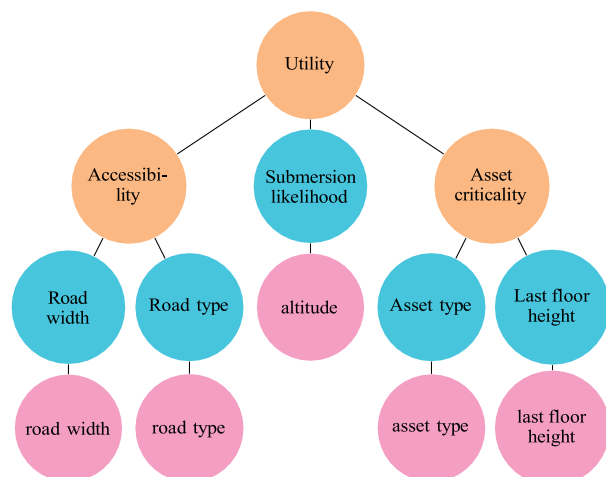 Utility
Accessibi-
lity
Submersion
likelihood
Asset
criticality
Road
width
Road type
altitude
Asset type
Last floor
height
road width
road type
asset type
last floor
height